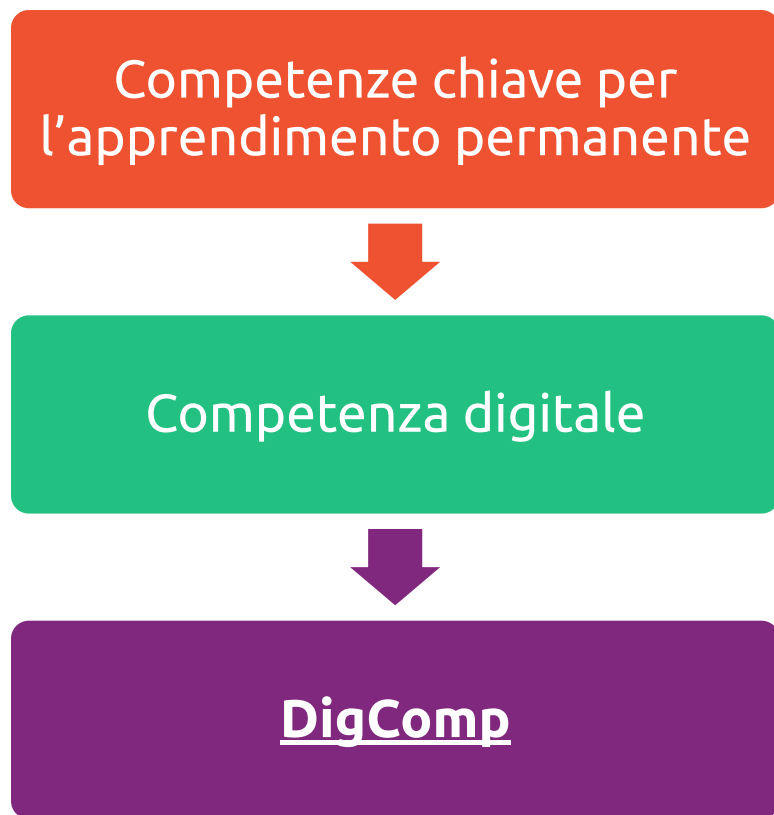 Competenze chiave per
l’apprendimento permanente
Competenza digitale
DigComp